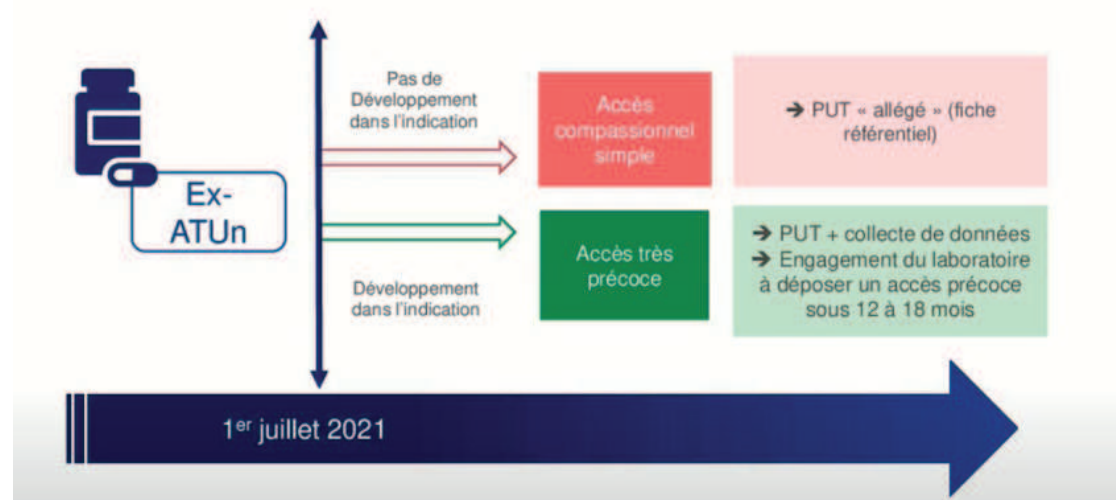 Ex-
ATUn
Pas de
Développement
dans l'indication
Accès
compassionnel
simple
➔ PUT « allégé » (fiche
référentiel)
Développement
dans l'indication
Accès très
précoce
➔ PUT + collecte de données
➔ Engagement du laboratoire
à déposer un accès précoce
sous 12 à 18 mois
1er juillet 2021